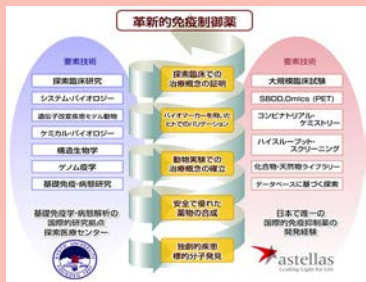 革新的免疫制御薬
要素技術
探索臨床研究
システム・バイオロジー
遺伝子改変疾患モデル動物
ケミカル・バイオロジー
構造生物学
ゲノム疫学
基礎免疫・病態研究
基礎免疫学・病態解析の
国際的研究拠点
探索医療センター
探索臨床での
治療概念の証明
バイオマーカーを用いた
ヒトでのバリデーション
動物実験での
治療概念の確立
安全で優れた
薬物の合成
独創的疾患
標的分子発見
要素技術
大規模臨床試験
SBDD,Omics (PET)
コンビナトリアル・
ケミストリー
ハイスループット・
スクリーニング
化合物・天然物ライブラリー
データベースに基づく探索
日本で唯一の
国際的免疫抑制薬の
開発経験
astellas
Leading Light for Life